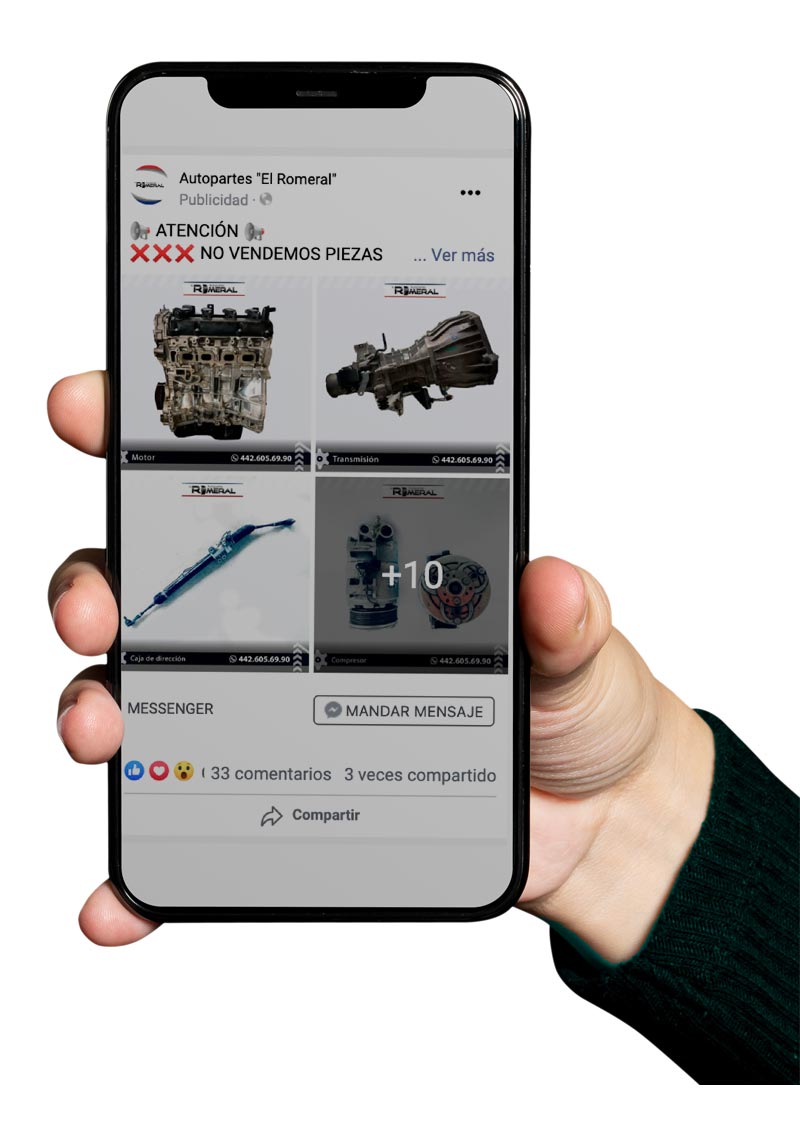 ROMERAL
Autopartes "El Romeral"
Publicidad ·
ATENCIÓN
NO VENDEMOS PIEZAS ... Ver más
ROMERAL
ROMERAL
Motor 442.605.69.90
Transmisión 442.605.69.90
ROMERAL
ROMERAL
+10
Caja de dirección 442.605.69.90
Compresor 442.605.69.90
MESSENGER
MANDAR MENSAJE
33 comentarios 3 veces compartido
Compartir